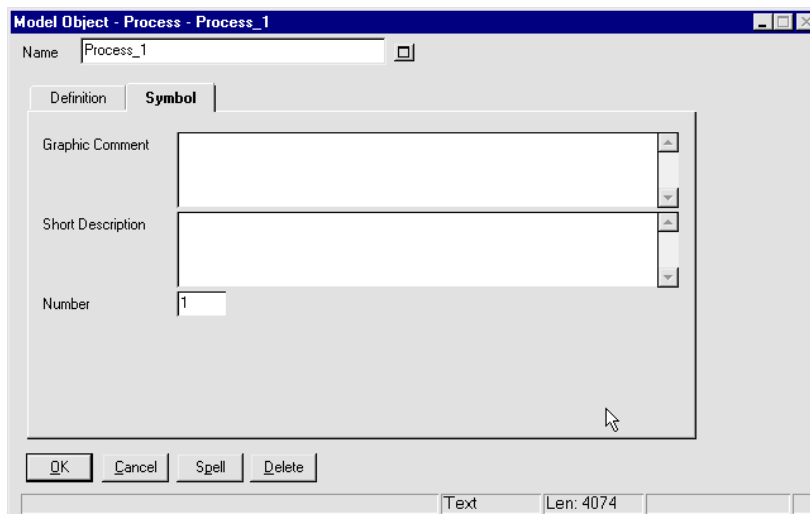 Model Object - Process - Process_1
Name Process_1
Definition Symbol
Graphic Comment
Short Description
Number 1
OK Cancel Spell Delete
Text Len: 4074